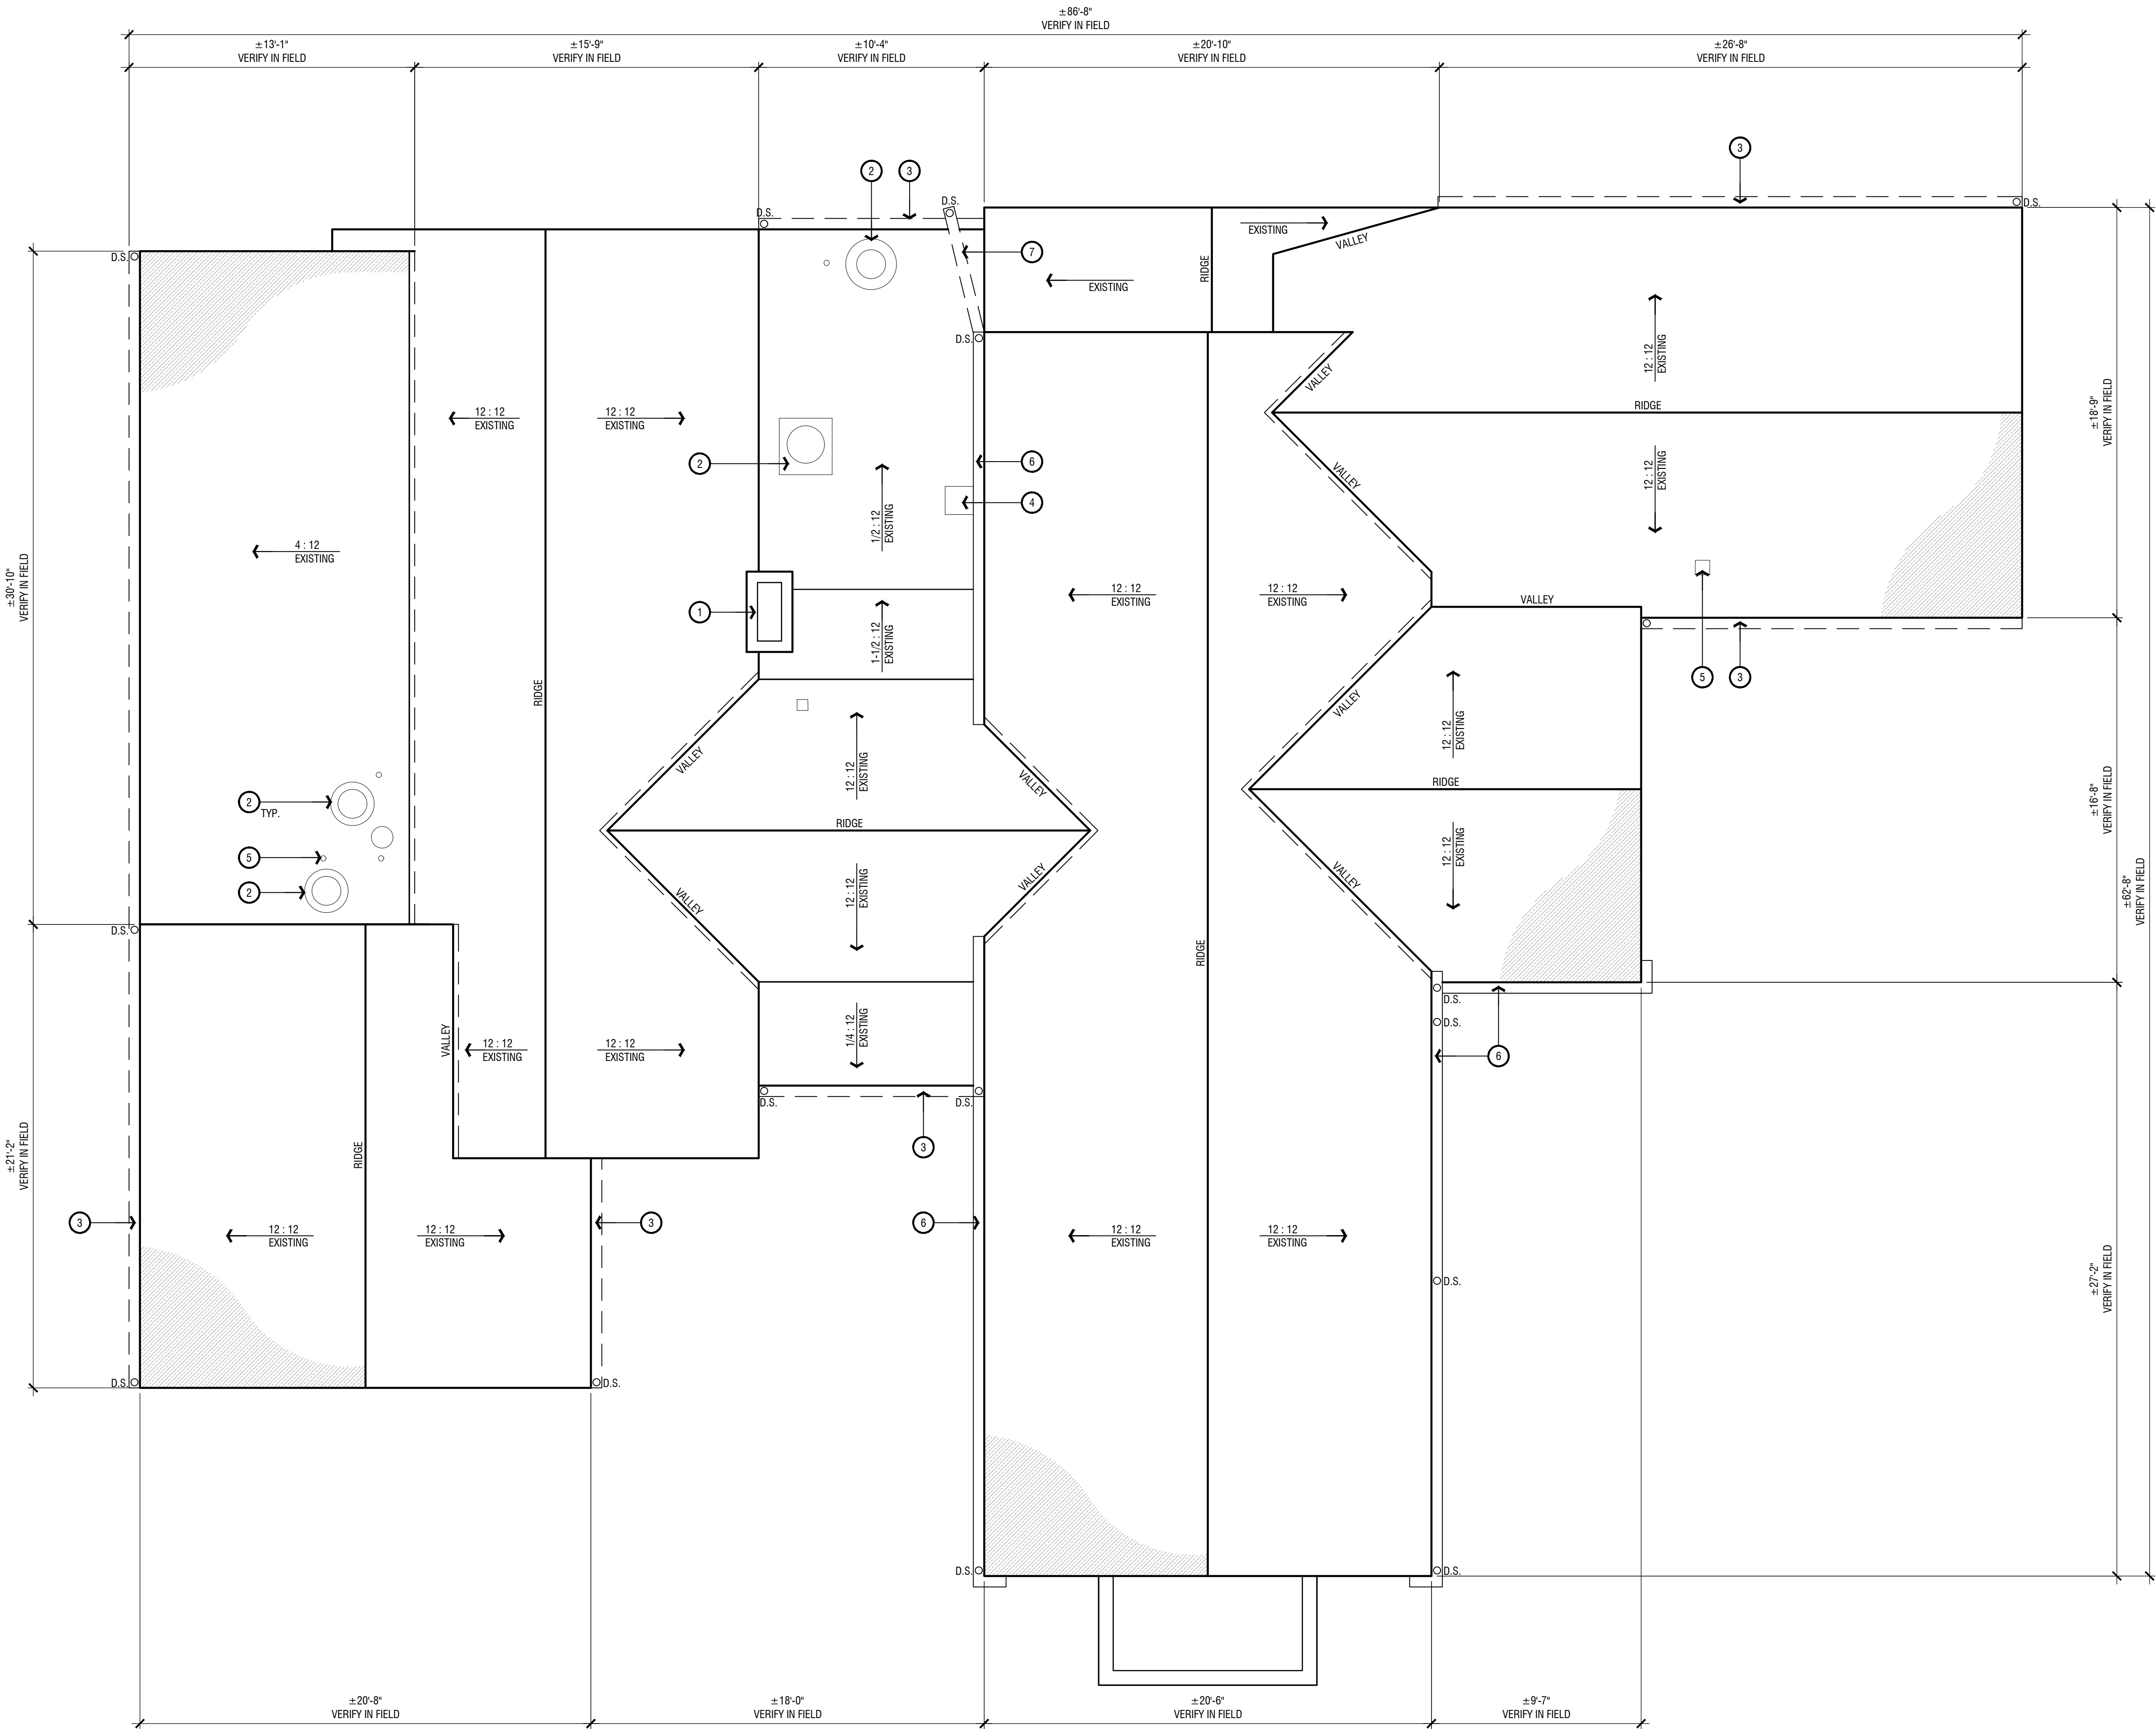 ±86'-8"
VERIFY IN FIELD
±13'-1"
VERIFY IN FIELD
±15'-9"
VERIFY IN FIELD
±10'-4"
VERIFY IN FIELD
±20'-10"
VERIFY IN FIELD
±26'-8"
VERIFY IN FIELD
3
2
3
D.S.
D.S.
D.S.
EXISTING
VALLEY
D.S.
7
RIDGE
EXISTING
D.S.
12 : 12
EXISTING
VALLEY
RIDGE
±18'-9"
VERIFY IN FIELD
12 : 12
EXISTING
12 : 12
EXISTING
2
6
VALLEY
12 : 12
EXISTING
4
1/2 : 12
EXISTING
4 : 12
EXISTING
±30'-10"
VERIFY IN FIELD
1
12 : 12
EXISTING
12 : 12
EXISTING
VALLEY
1-1/2 : 12
EXISTING
5
3
RIDGE
VALLEY
12 : 12
EXISTING
VALLEY
12 : 12
EXISTING
VALLEY
RIDGE
±16'-8"
VERIFY IN FIELD
2
TYP.
RIDGE
5
2
12 : 12
EXISTING
VALLEY
VALLEY
12 : 12
EXISTING
VALLEY
±62'-8"
VERIFY IN FIELD
D.S.
RIDGE
D.S.
D.S.
VALLEY
12 : 12
EXISTING
12 : 12
EXISTING
1/4 : 12
EXISTING
6
D.S.
D.S.
3
±21'-2"
VERIFY IN FIELD
RIDGE
3
12 : 12
EXISTING
12 : 12
EXISTING
3
6
12 : 12
EXISTING
12 : 12
EXISTING
D.S.
±27'-2"
VERIFY IN FIELD
D.S.
D.S.
D.S.
D.S.
±20'-8"
VERIFY IN FIELD
±18'-0"
VERIFY IN FIELD
±20'-6"
VERIFY IN FIELD
±9'-7"
VERIFY IN FIELD